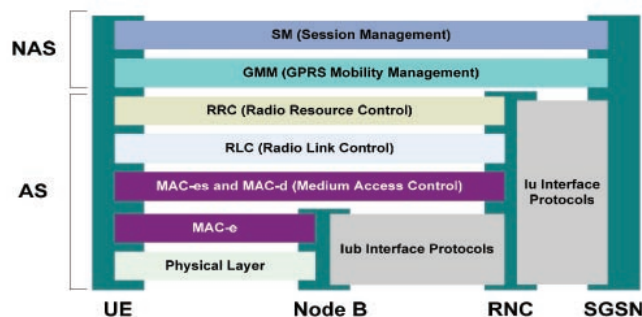 NAS
SM (Session Management)
GMM (GPRS Mobility Management)
AS
RRC (Radio Resource Control)
RLC (Radio Link Control)
MAC-es and MAC-d (Medium Access Control)
MAC-e
Physical Layer
Iub Interface Protocols
Iu Interface
Protocols
UE
Node B
RNC
SGSN